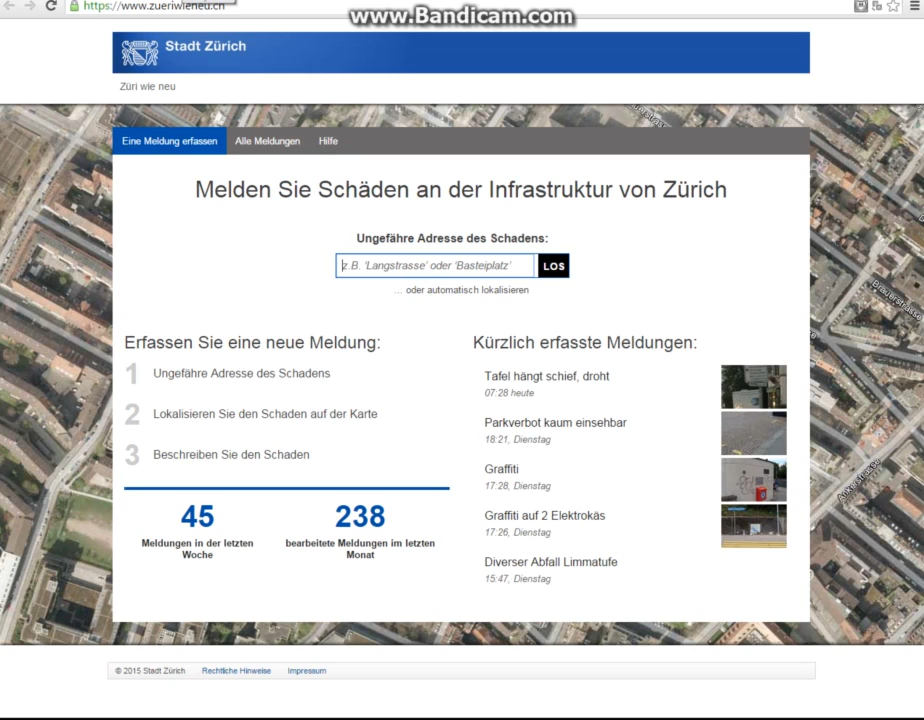 https://www.zueriwieneu.ch
www.Bandicam.com
Stadt Zürich
Züri wie neu
Eine Meldung erfassen Alle Meldungen Hilfe
Melden Sie Schäden an der Infrastruktur von Zürich
Ungefähre Adresse des Schadens:
z.B. 'Langstrasse' oder 'Basteiplatz' LOS
... oder automatisch lokalisieren
Erfassen Sie eine neue Meldung:
1 Ungefähre Adresse des Schadens
2 Lokalisieren Sie den Schaden auf der Karte
3 Beschreiben Sie den Schaden
45
Meldungen in der letzten
Woche
238
bearbeitete Meldungen im letzten
Monat
Kürzlich erfasste Meldungen:
Tafel hängt schief, droht
07:28 heute
Parkverbot kaum einsehbar
18:21, Dienstag
Graffiti
17:28, Dienstag
Graffiti auf 2 Elektrokäs
17:26, Dienstag
Diverser Abfall Limmatufe
15:47, Dienstag
Brauerstrasse
Ankerstrasse
© 2015 Stadt Zürich Rechtliche Hinweise Impressum